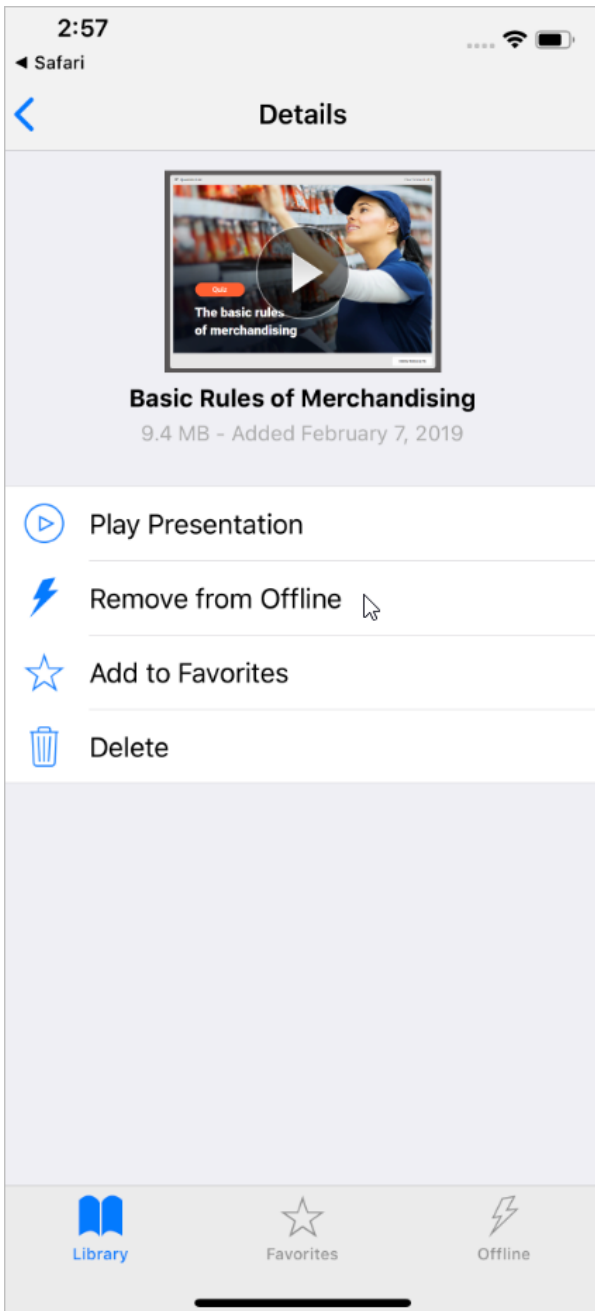 2:57
◀ Safari
Details
Quiz
The basic rules
of merchandising
Basic Rules of Merchandising
9.4 MB - Added February 7, 2019
Play Presentation
Remove from Offline
Add to Favorites
Delete
Library
Favorites
Offline